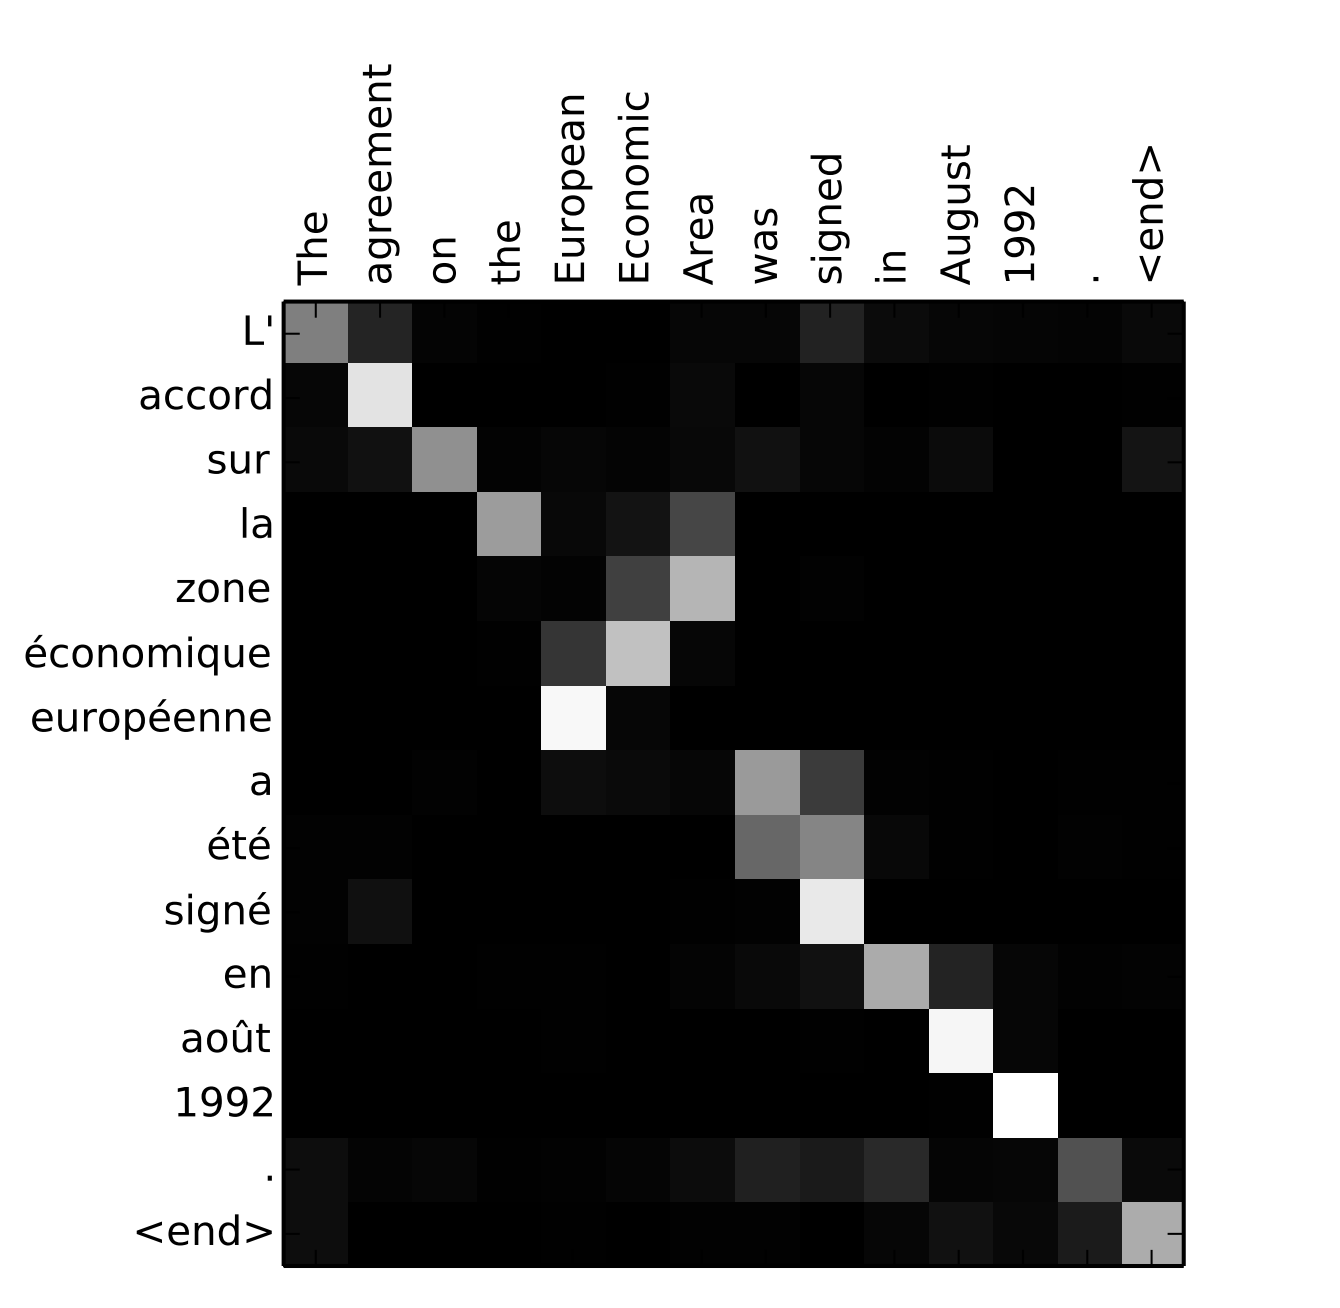 The agreement on the European Economic Area was signed in August 1992 . <end>
L'
accord
sur
la
zone
économique
européenne
a
été
signé
en
août
1992
.
<end>